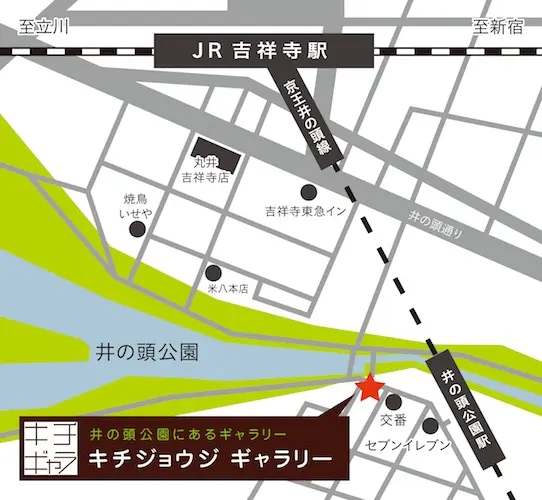 至立川
至新宿
JR 吉祥寺駅
京王井の頭線
丸井
吉祥寺店
焼鳥
いせや
吉祥寺東急イン
井の頭通り
米八本店
井の頭公園
井の頭公園駅
交番
セブンイレブン
キチ
ギャラ
井の頭公園にあるギャラリー
キチジョウジ ギャラリー